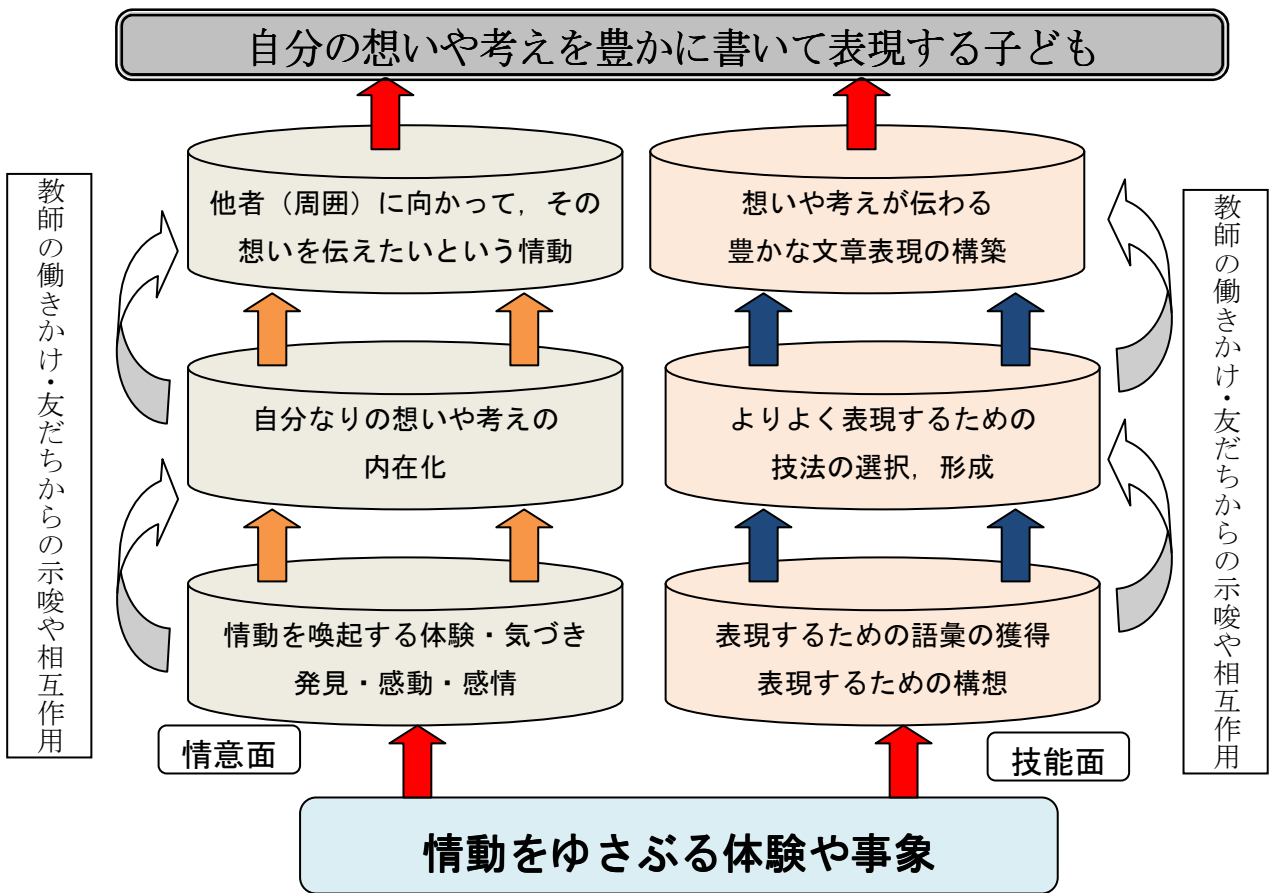 自分の想いや考えを豊かに書いて表現する子ども
教師の働きかけ・友だちからの示唆や相互作用
他者（周囲）に向かって，その
想いを伝えたいという情動
自分なりの想いや考えの
内在化
情動を喚起する体験・気づき
発見・感動・感情
情意面
想いや考えが伝わる
豊かな文章表現の構築
よりよく表現するための
技法の選択，形成
表現するための語彙の獲得
表現するための構想
技能面
教師の働きかけ・友だちからの示唆や相互作用
情動をゆさぶる体験や事象